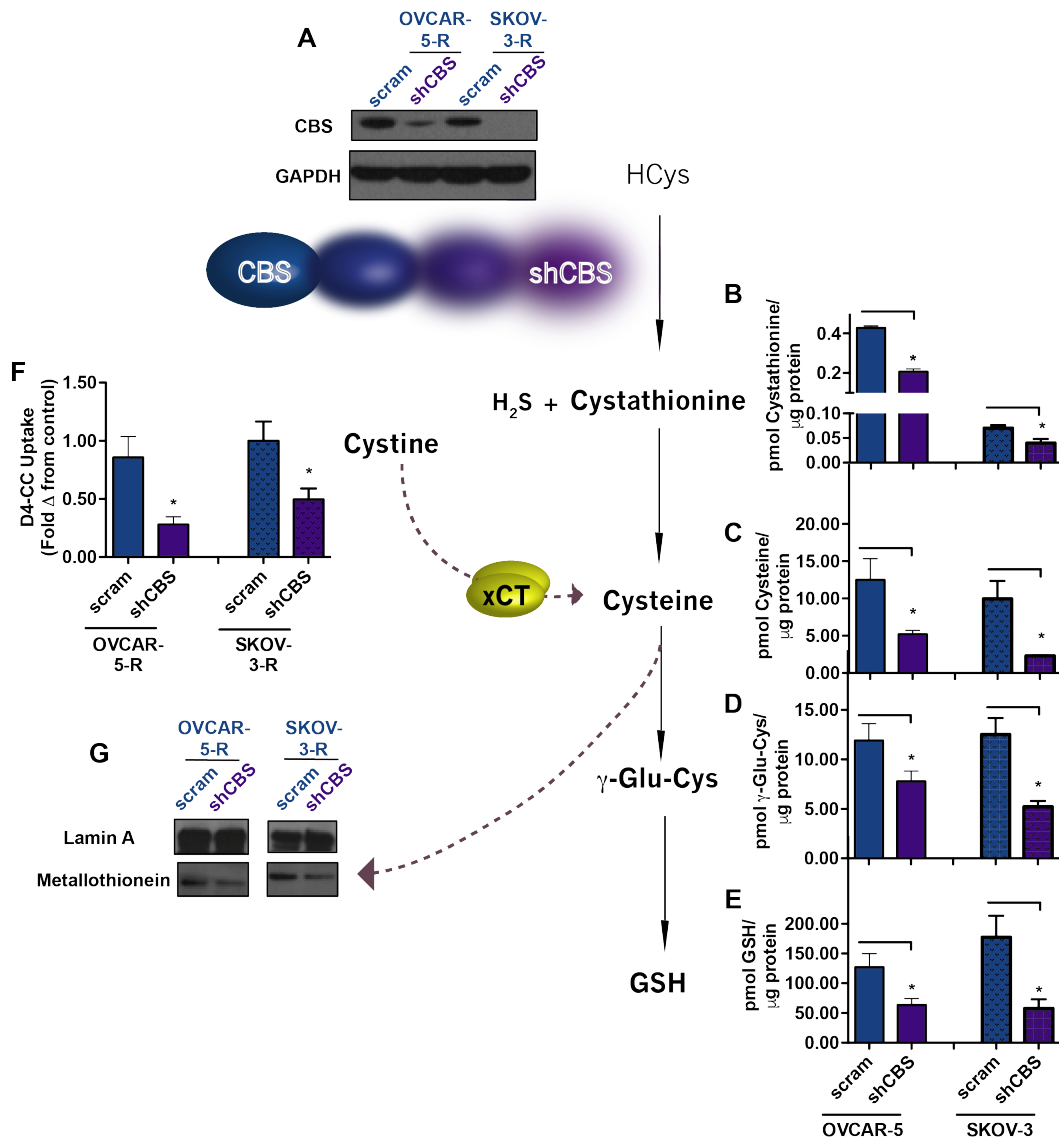 A
OVCAR-
5-R
SKOV-
3-R
scram
shCBS
scram
shCBS
CBS
GAPDH
HCys
CBS
shCBS
B
pmol Cystathionine/
µg protein
0.4
0.2
0.10
0.05
0.00
*
*
F
D4-CC Uptake
(Fold Δ from control)
1.50
1.00
0.50
0.00
*
*
scram
shCBS
scram
shCBS
OVCAR-
5-R
SKOV-
3-R
H2S + Cystathionine
Cystine
xCT
Cysteine
C
pmol Cysteine/
µg protein
20.00
15.00
10.00
5.00
0.00
*
*
D
pmol γ-Glu-Cys/
µg protein
15.00
10.00
5.00
0.00
*
*
G
OVCAR-
5-R
SKOV-
3-R
scram
shCBS
scram
shCBS
Lamin A
Metallothionein
γ-Glu-Cys
GSH
E
pmol GSH/
µg protein
200.00
150.00
100.00
50.00
0.00
*
*
scram
shCBS
scram
shCBS
OVCAR-5
SKOV-3